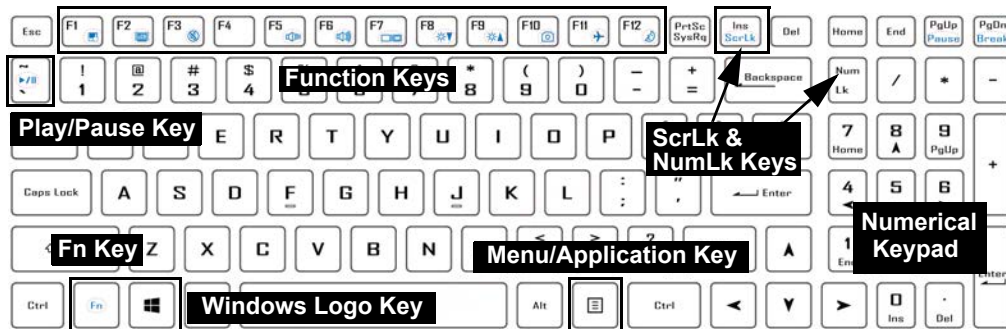 Esc F1 F2 F3 F4 F5 F6 F7 F8 F9 F10 F11 F12 PrtSc SysRq Ins ScrLk Del Home End PgUp Pause PgDn Break
~ ` ! 1 @ 2 # 3 $ 4 Function Keys * 8 ( 9 ) 0 — - + = Backspace Num Lk / * -
Play/Pause Key E R T Y U I O P ScrLk & NumLk Keys 7 Home 8 9 PgUp +
Caps Lock A S D F G H J K L : ; " ' Enter 4 5 6
Fn Key Z X C V B N Menu/Application Key 1 Numerical Keypad
Ctrl Fn Windows Logo Key Alt Ctrl 0 Ins . Del